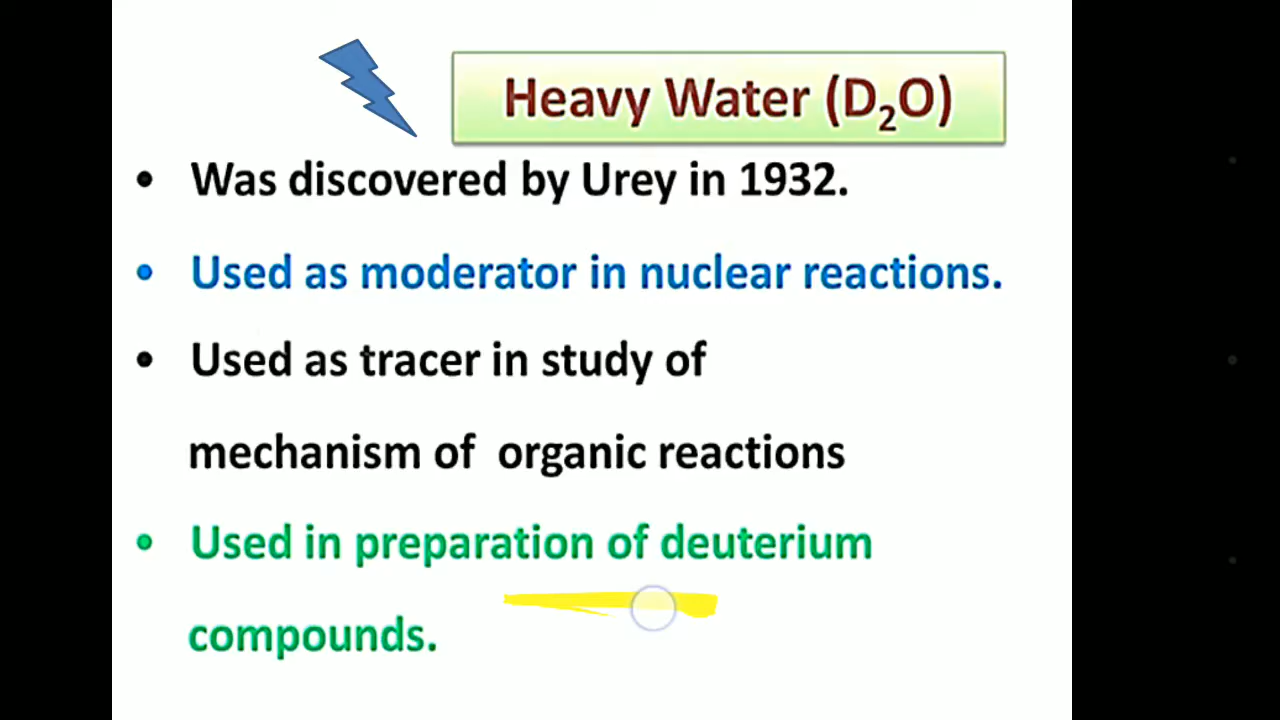 Heavy Water (D₂O)
• Was discovered by Urey in 1932.
• Used as moderator in nuclear reactions.
• Used as tracer in study of
mechanism of organic reactions
• Used in preparation of deuterium
compounds.